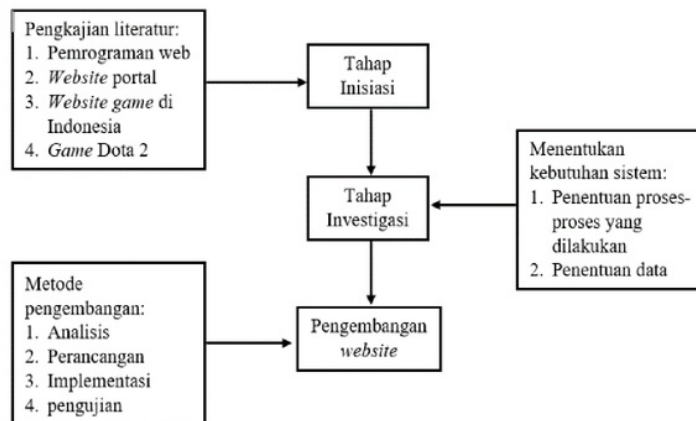 Pengkajian literatur:
1. Pemrograman web
2. Website portal
3. Website game di
Indonesia
4. Game Dota 2
Tahap
Inisiasi
Menentukan
kebutuhan sistem:
1. Penentuan proses-
proses yang
dilakukan
2. Penentuan data
Tahap
Investigasi
Metode
pengembangan:
1. Analisis
2. Perancangan
3. Implementasi
4. pengujian
Pengembangan
website